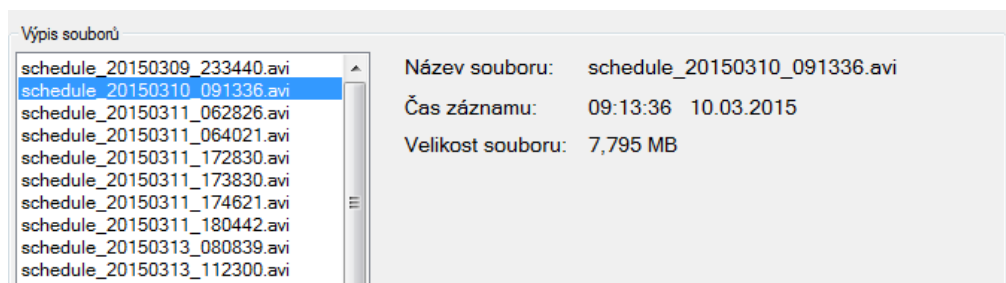 Výpis souborů
schedule_20150309_233440.avi
schedule_20150310_091336.avi
schedule_20150311_062826.avi
schedule_20150311_064021.avi
schedule_20150311_172830.avi
schedule_20150311_173830.avi
schedule_20150311_174621.avi
schedule_20150311_180442.avi
schedule_20150313_080839.avi
schedule_20150313_112300.avi
Název souboru: schedule_20150310_091336.avi
Čas záznamu: 09:13:36 10.03.2015
Velikost souboru: 7,795 MB